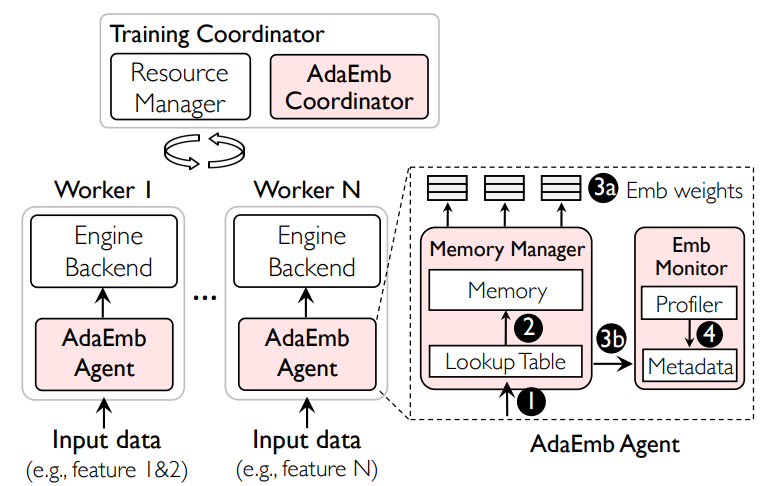 Training Coordinator
Resource
Manager
AdaEmb
Coordinator
Worker 1
Engine
Backend
AdaEmb
Agent
Input data
(e.g., feature 1&2)
...
Worker N
Engine
Backend
AdaEmb
Agent
Input data
(e.g., feature N)
3a
Emb weights
Memory Manager
Memory
2
Lookup Table
1
3b
Emb
Monitor
Profiler
4
Metadata
AdaEmb Agent